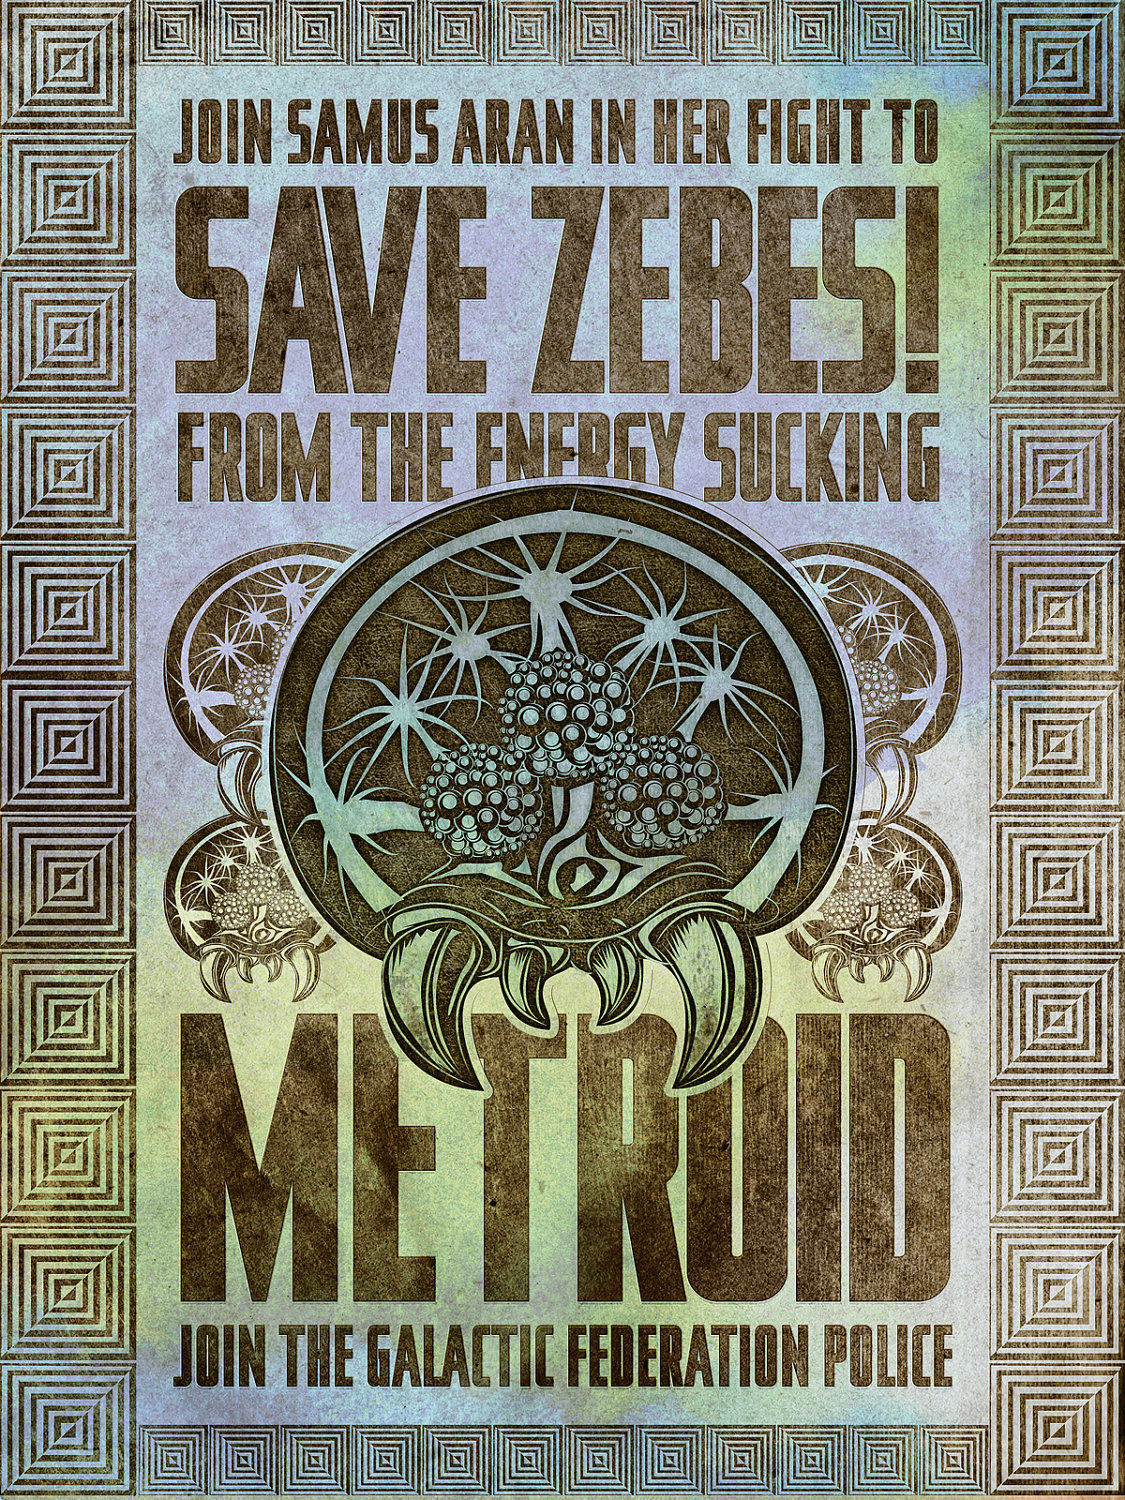 JOIN SAMUS ARAN IN HER FIGHT TO
SAVE ZEBES!
FROM THE ENERGY SUCKING
METROID
JOIN THE GALACTIC FEDERATION POLICE